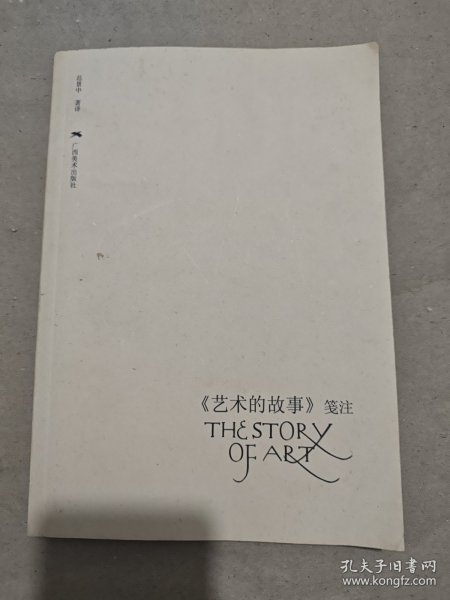 范景中 著译
广西美术出版社
《艺术的故事》笺注
THE STORY
OF ART
孔夫子旧书网
www.kongfz.com